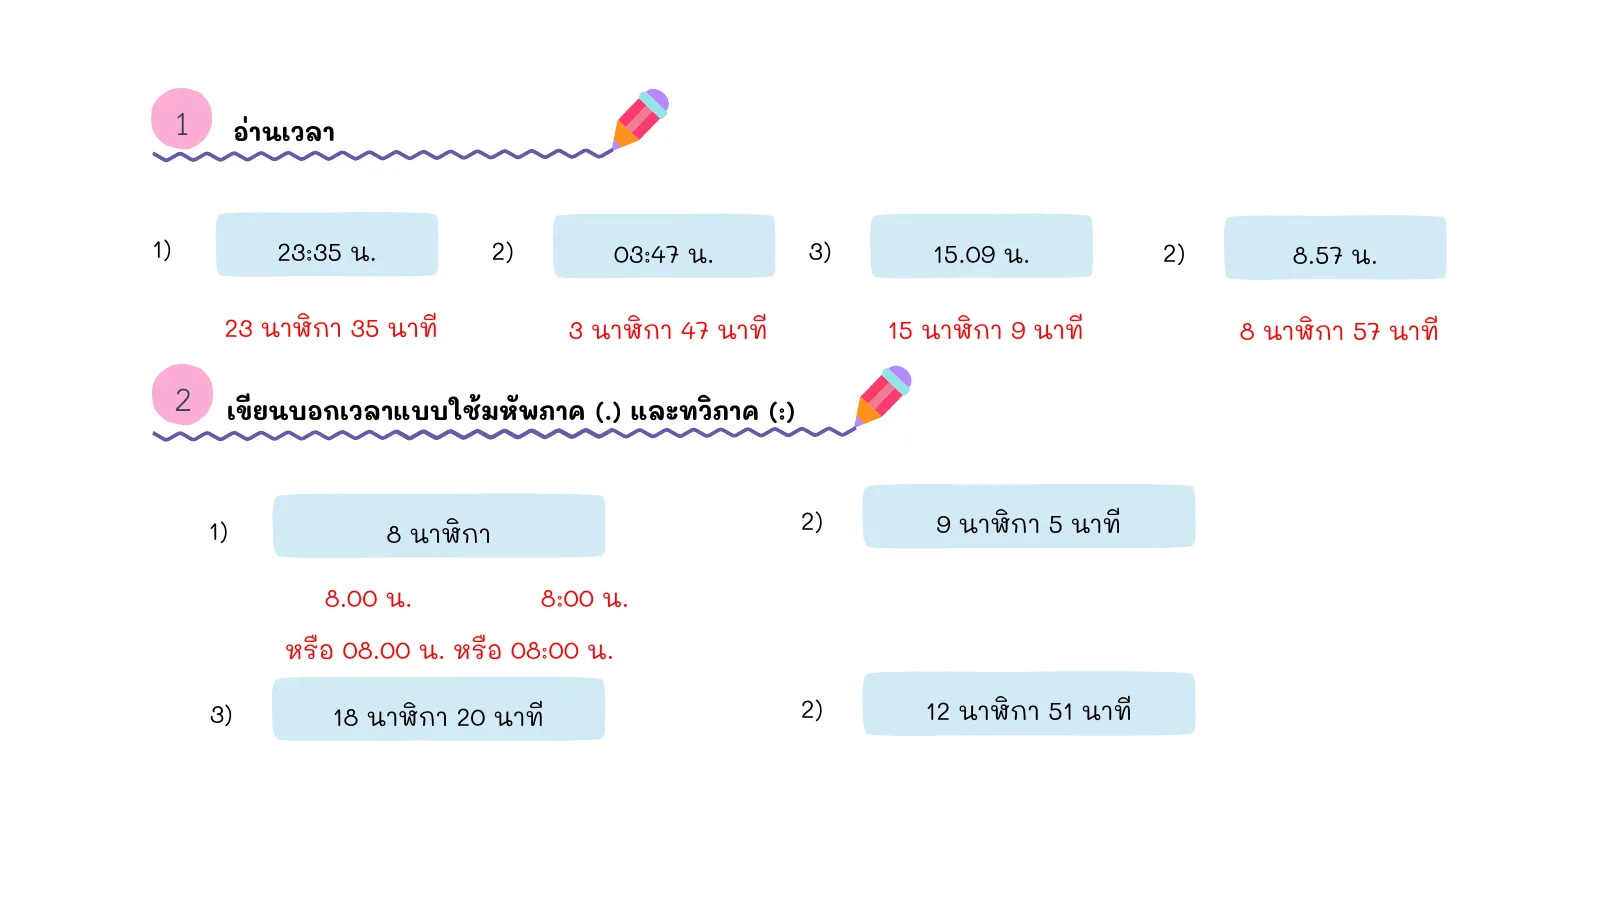 1 อ่านเวลา
1) 23:35 น. 2) 03:47 น. 3) 15.09 น. 2) 8.57 น.
23 นาฬิกา 35 นาที 3 นาฬิกา 47 นาที 15 นาฬิกา 9 นาที 8 นาฬิกา 57 นาที
2 เขียนบอกเวลาแบบใช้มหัพภาค (.) และทวิภาค (:)
1) 8 นาฬิกา 2) 9 นาฬิกา 5 นาที
8.00 น. 8:00 น.
หรือ 08.00 น. หรือ 08:00 น.
3) 18 นาฬิกา 20 นาที 2) 12 นาฬิกา 51 นาที